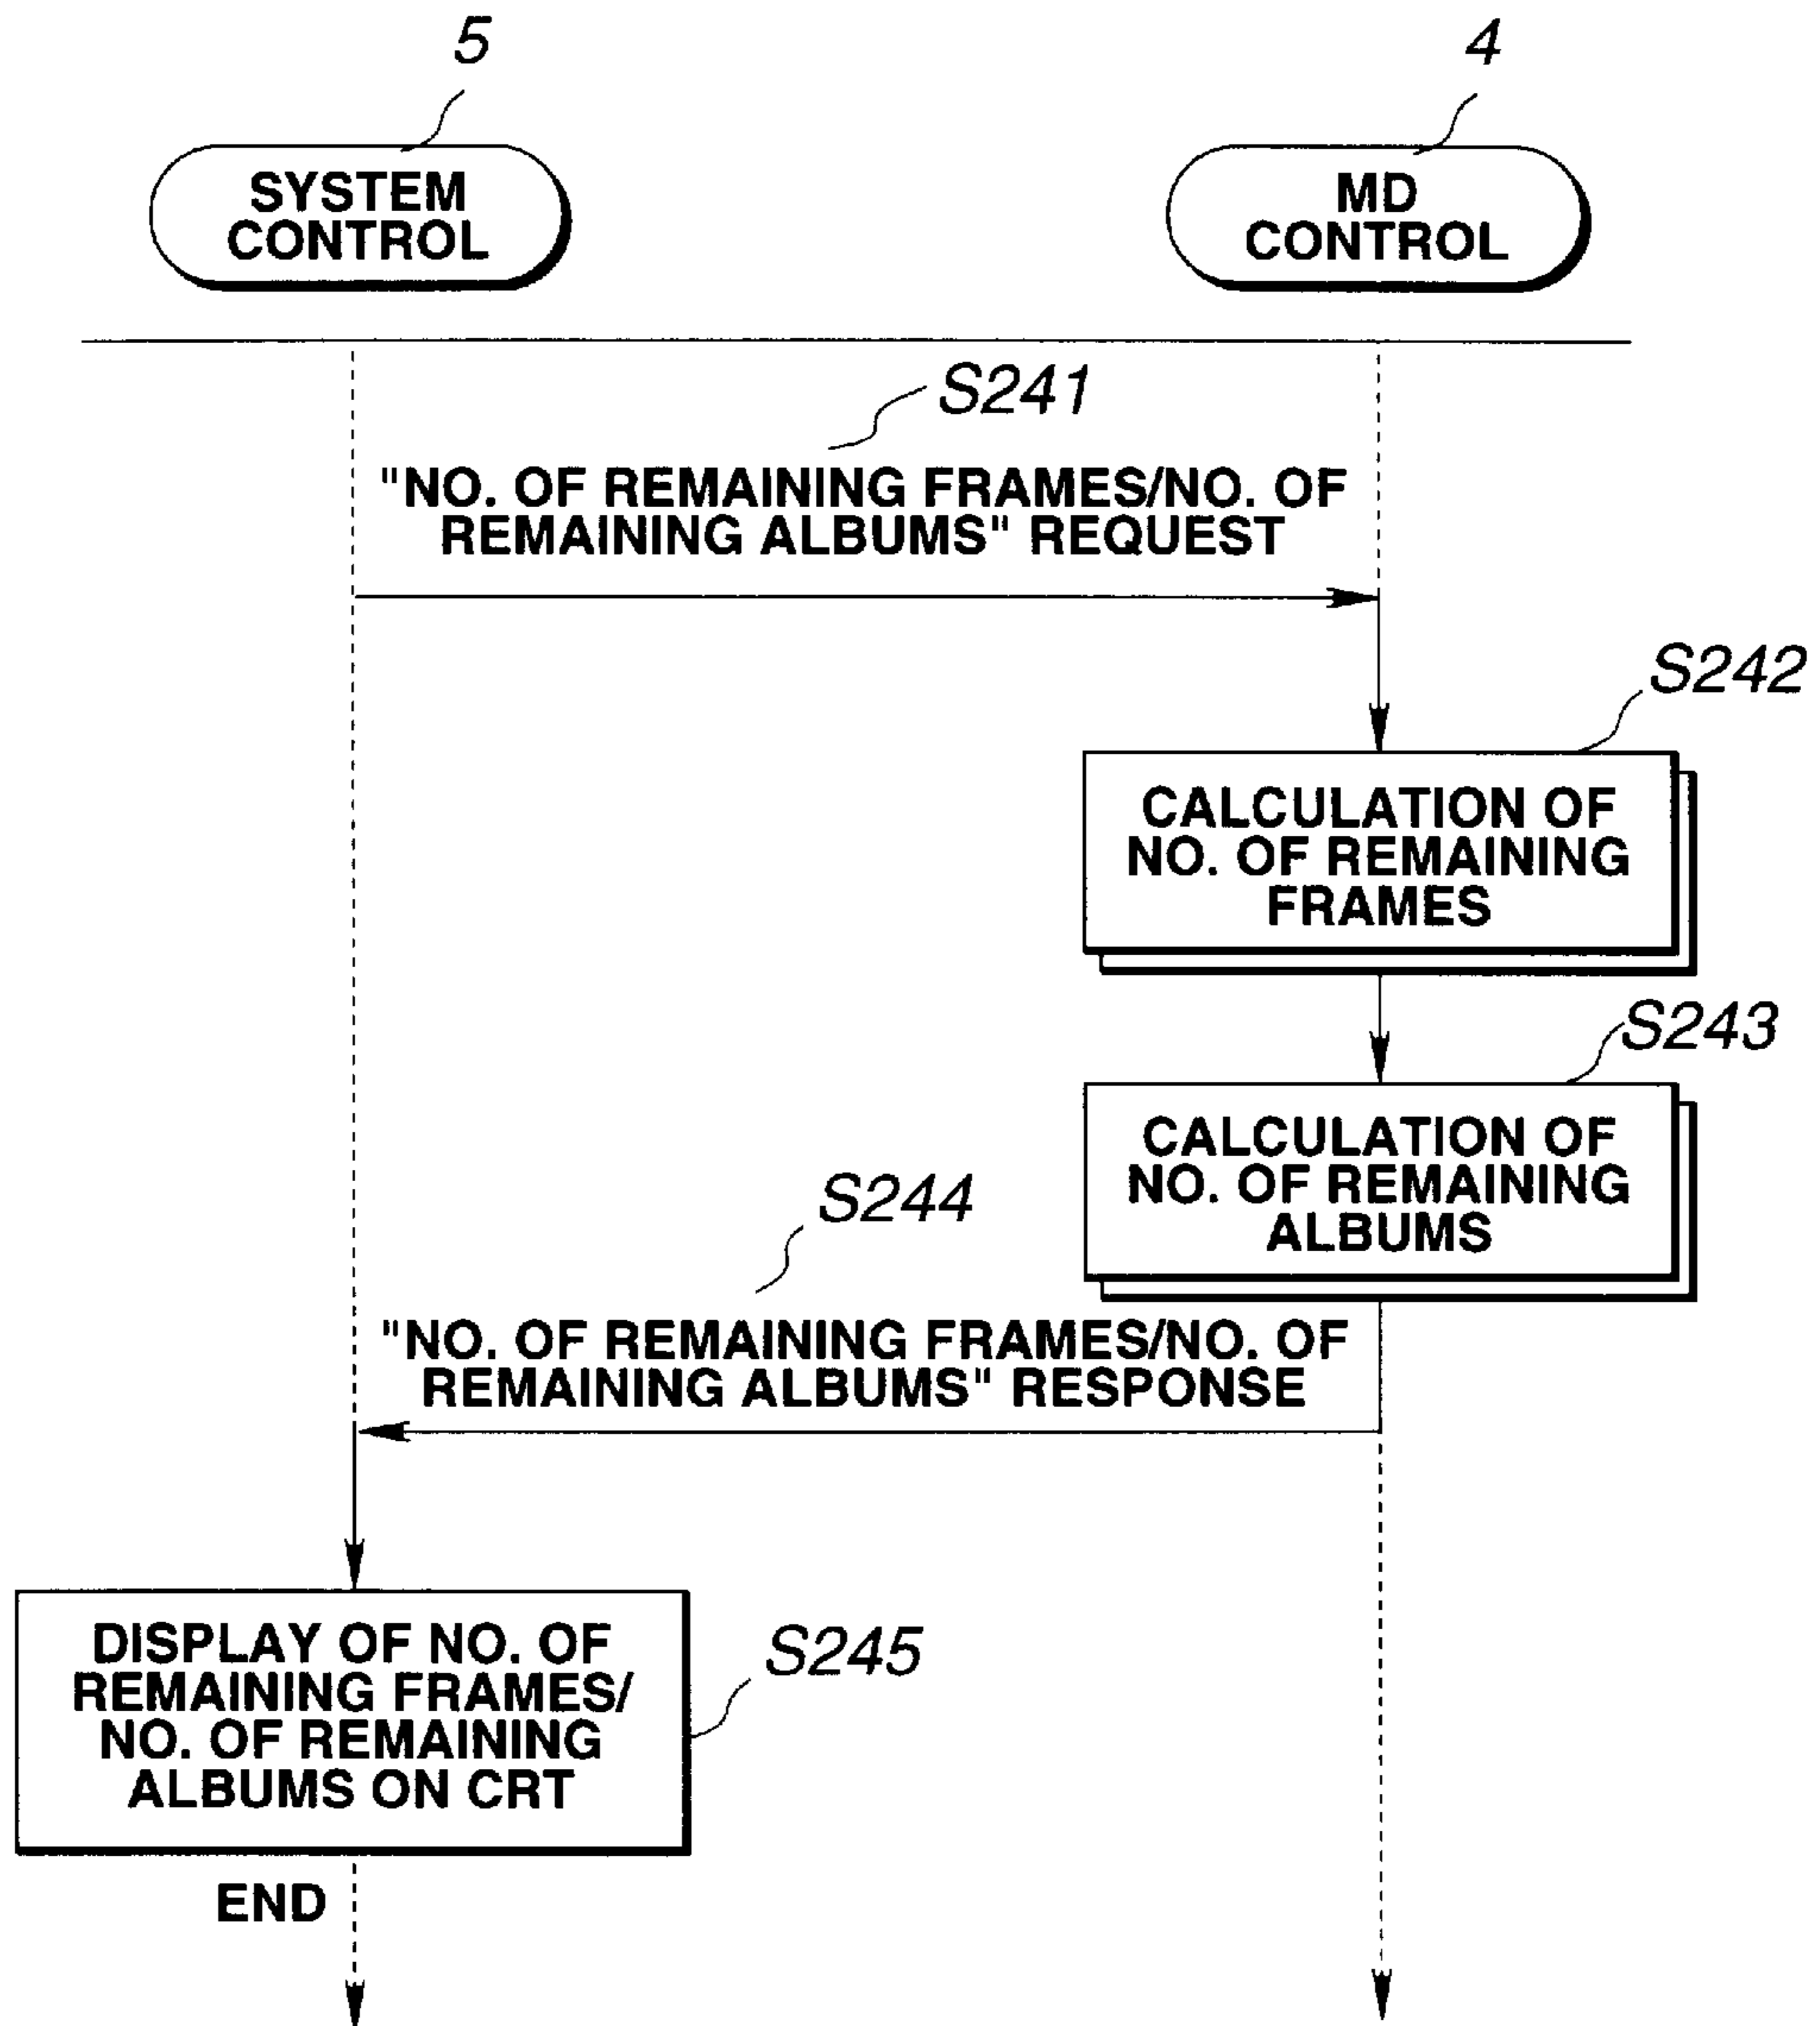 5
4
SYSTEM
CONTROL
MD
CONTROL
S241
"NO. OF REMAINING FRAMES/NO. OF
REMAINING ALBUMS" REQUEST
S242
CALCULATION OF
NO. OF REMAINING
FRAMES
S243
CALCULATION OF
NO. OF REMAINING
ALBUMS
S244
"NO. OF REMAINING FRAMES/NO. OF
REMAINING ALBUMS" RESPONSE
DISPLAY OF NO. OF
REMAINING FRAMES/
NO. OF REMAINING
ALBUMS ON CRT
S245
END